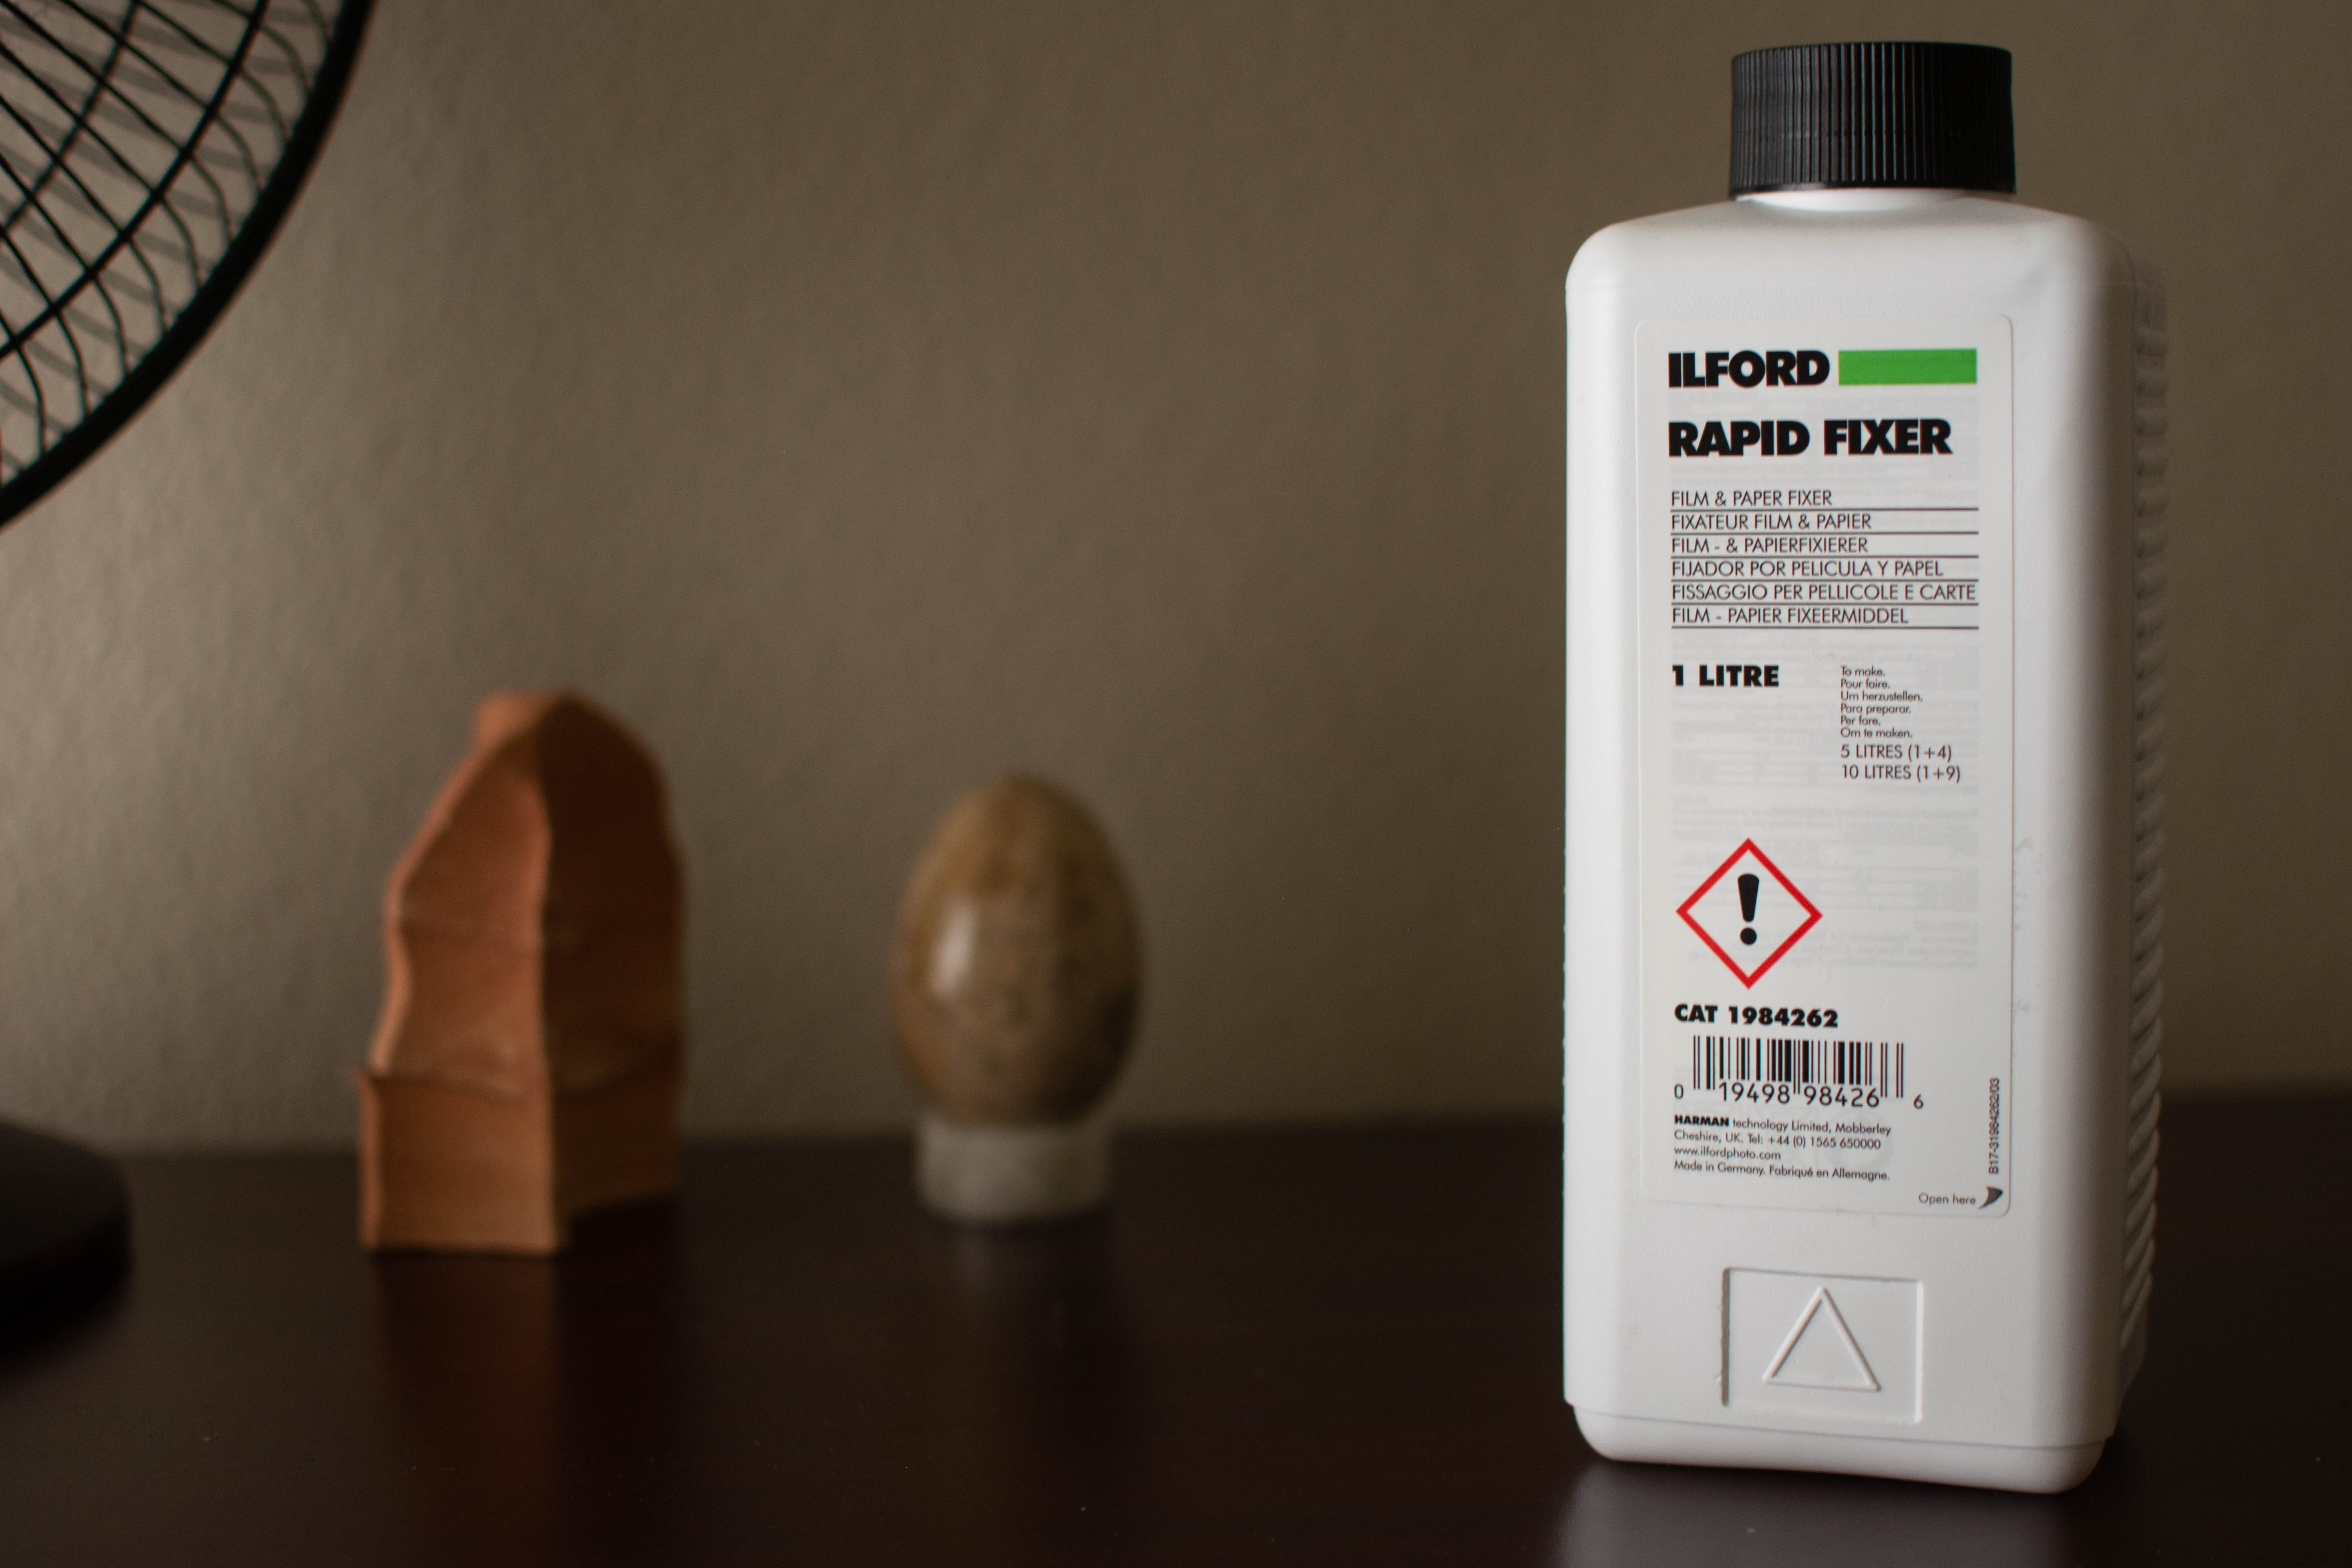 ILFORD
RAPID FIXER
FILM & PAPER FIXER
FIXATEUR FILM & PAPIER
FILM - & PAPIERFIXIERER
FIJADOR POR PELICULA Y PAPEL
FISSAGGIO PER PELLICOLE E CARTE
FILM - PAPIER FIXEERMIDDEL
1 LITRE
To make.
Pour faire.
Um herzustellen.
Para preparar.
Per fare.
Om te maken.
5 LITRES (1+4)
10 LITRES (1+9)
CAT 1984262
0 19498 98426 6
HARMAN technology Limited, Mobberley
Cheshire, UK. Tel: +44 (0) 1565 650000
www.ilfordphoto.com
Made in Germany. Fabriqué en Allemagne.
B17-31984262/03
Open here